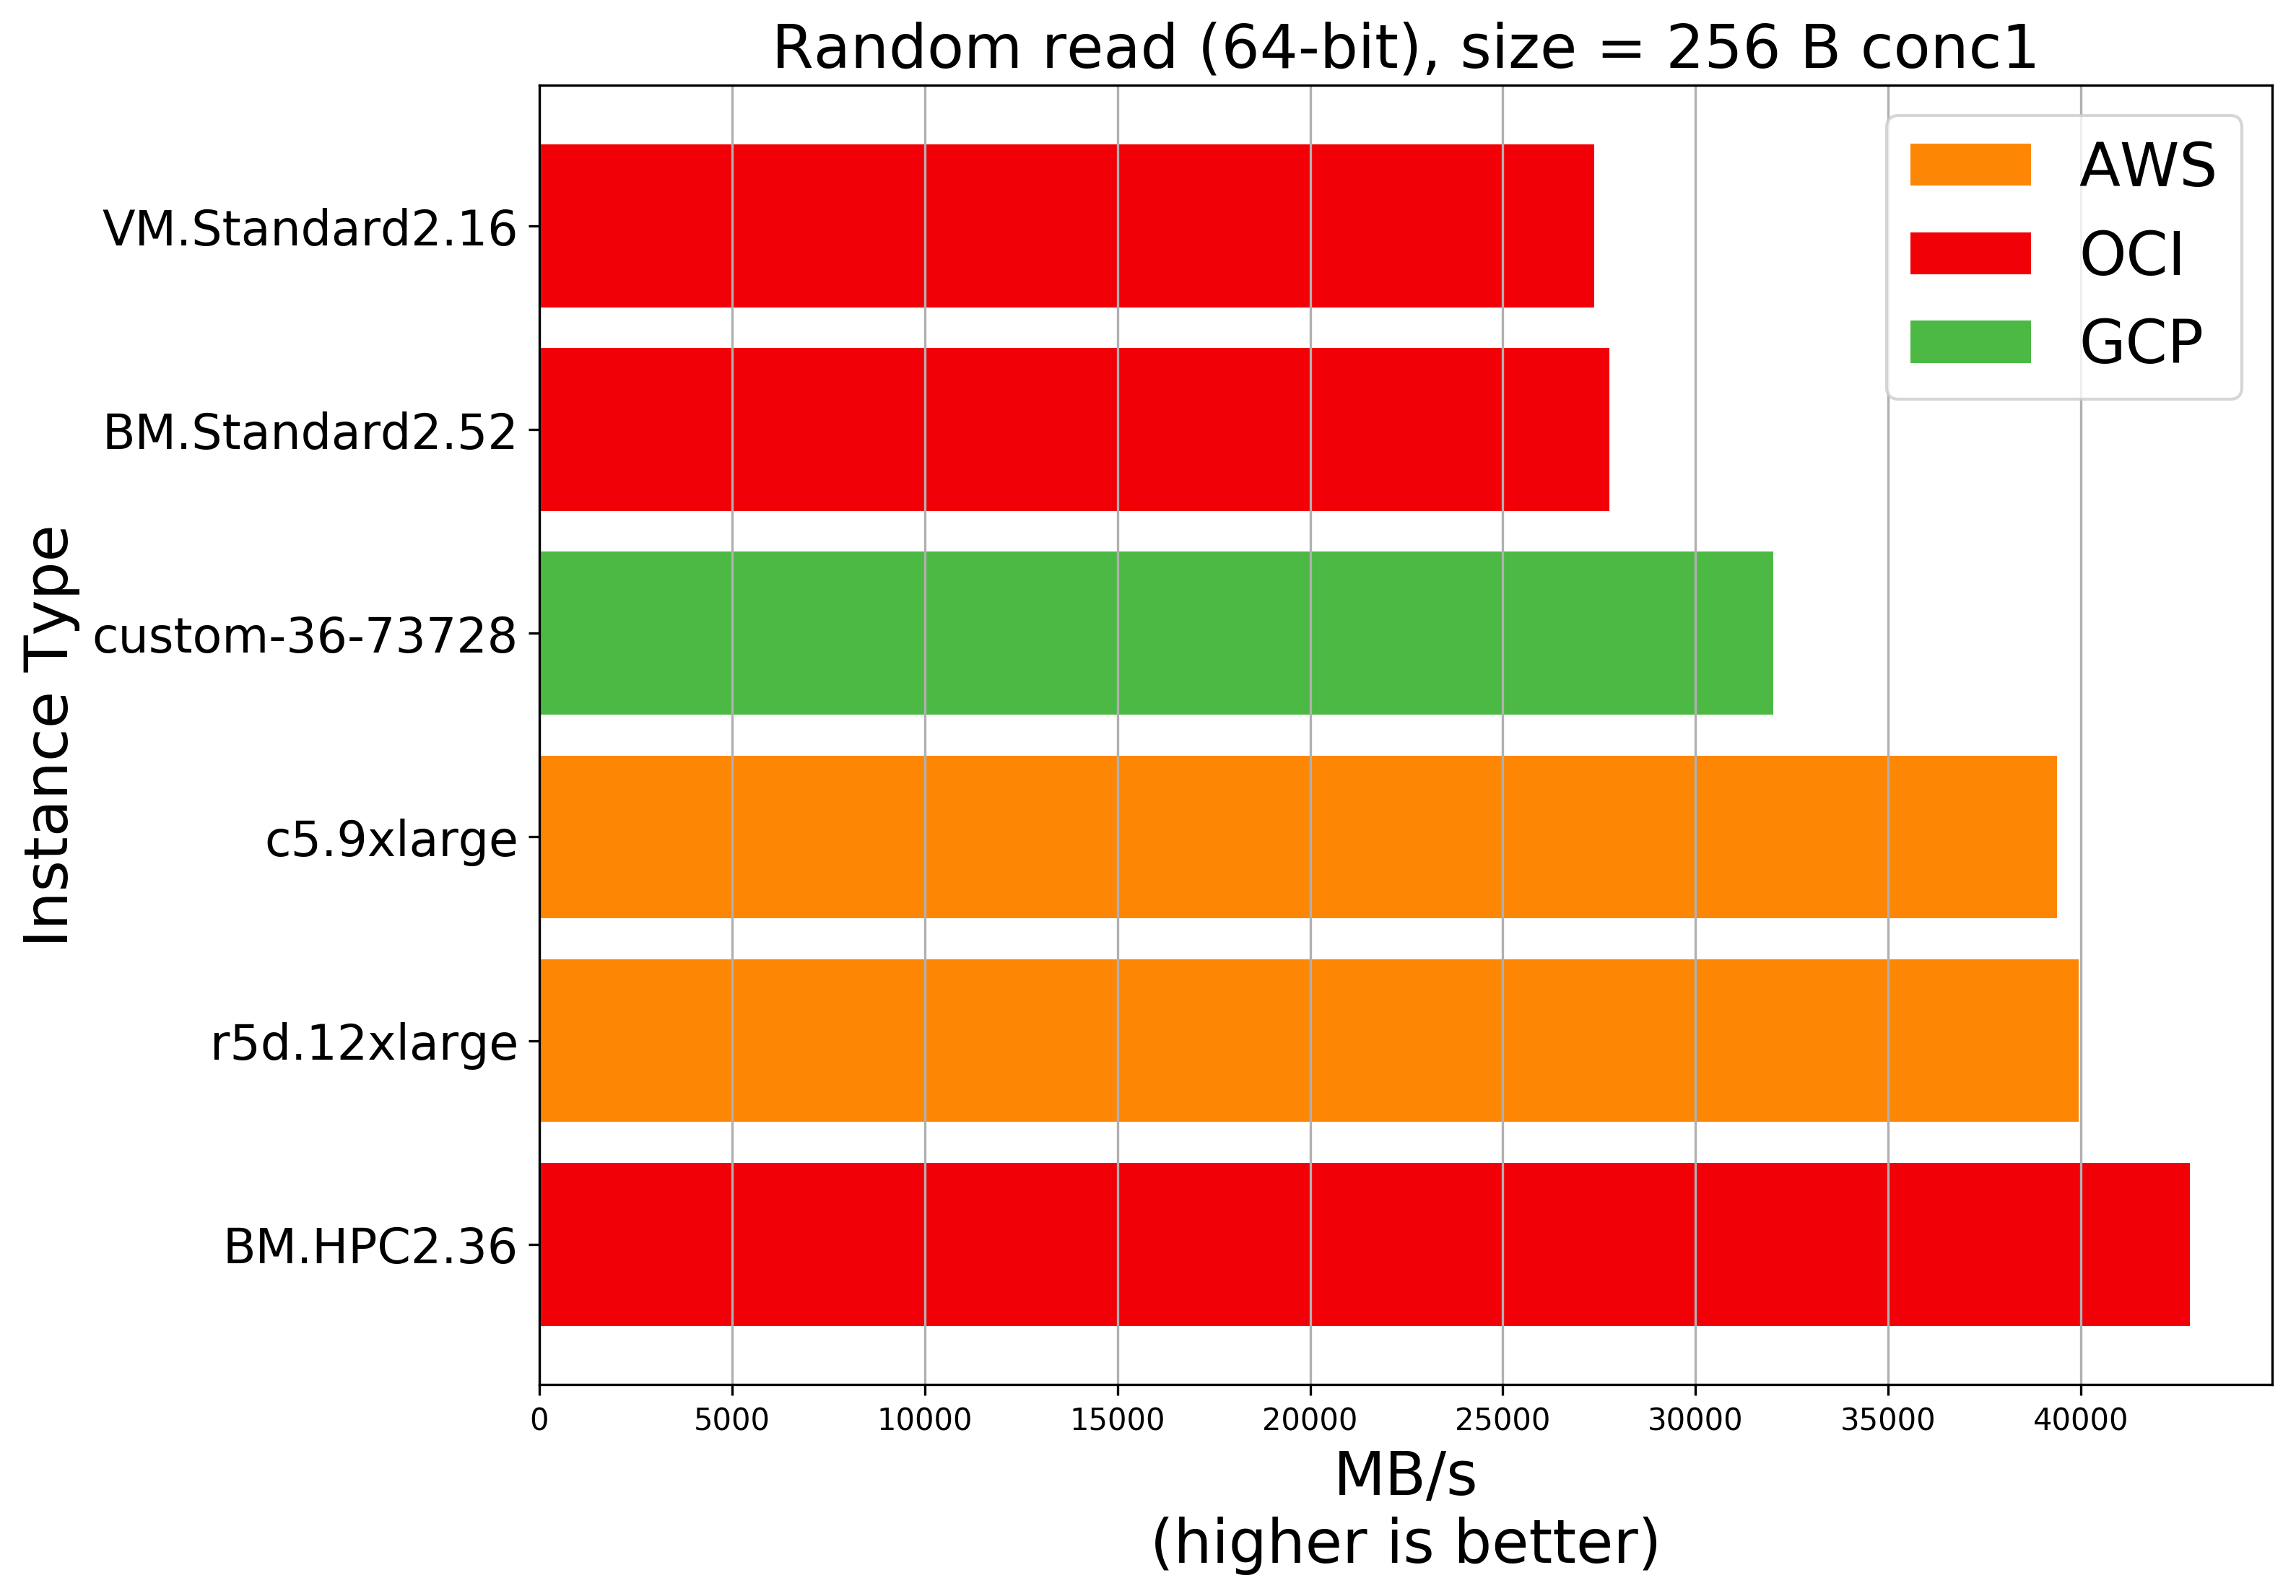 Random read (64-bit), size = 256 B conc1
AWS
OCI
GCP
Instance Type
VM.Standard2.16
BM.Standard2.52
custom-36-73728
c5.9xlarge
r5d.12xlarge
BM.HPC2.36
0 5000 10000 15000 20000 25000 30000 35000 40000
MB/s
(higher is better)